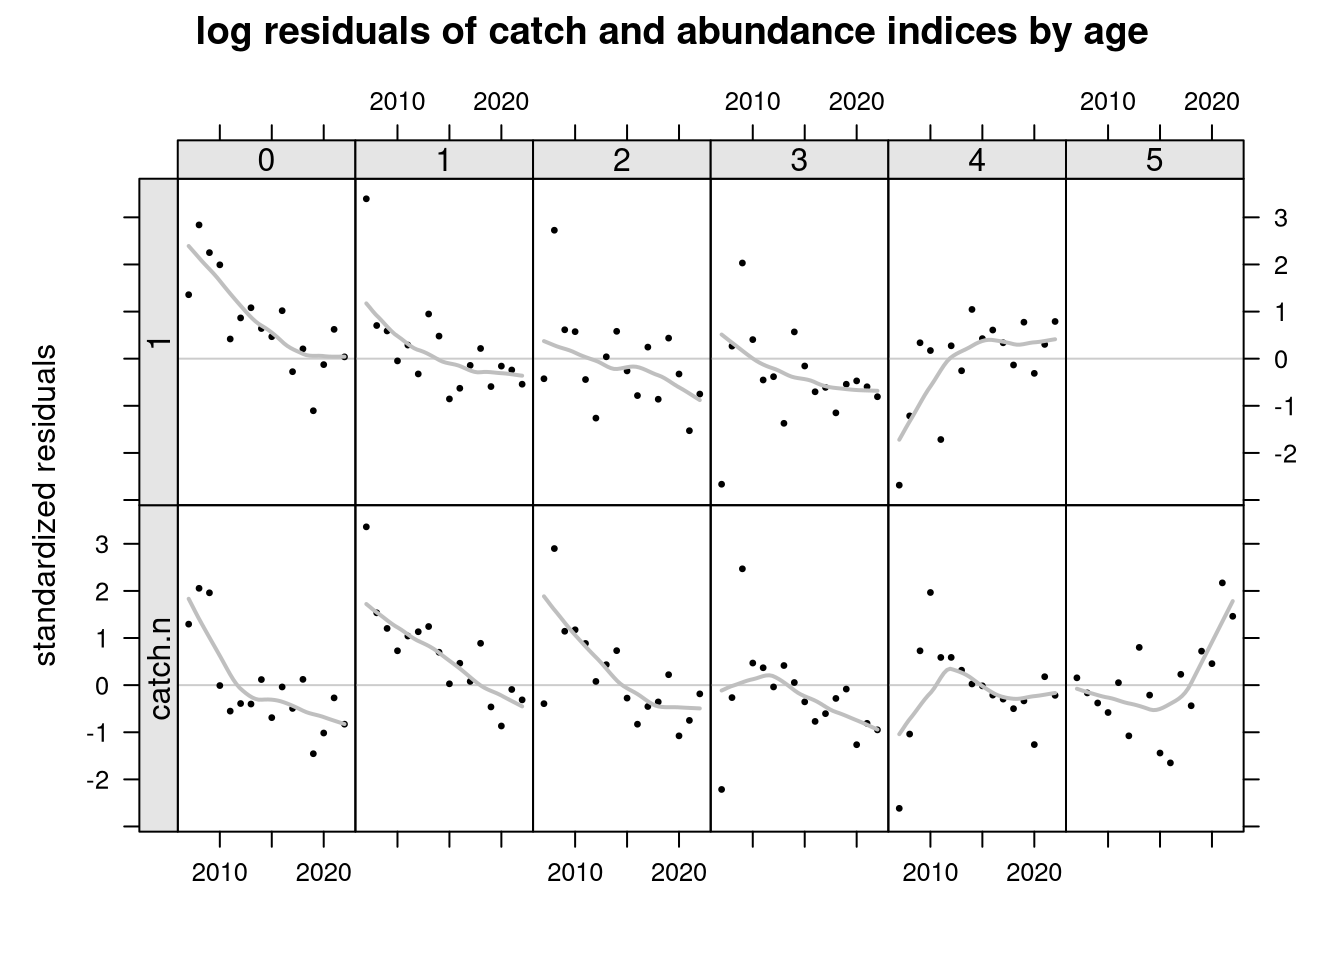 log residuals of catch and abundance indices by age
2010 2020 2010 2020 2010 2020
0 1 2 3 4 5
standardized residuals
1
3
2
1
0
-1
-2
catch.n
3
2
1
0
-1
-2
2010 2020 2010 2020 2010 2020